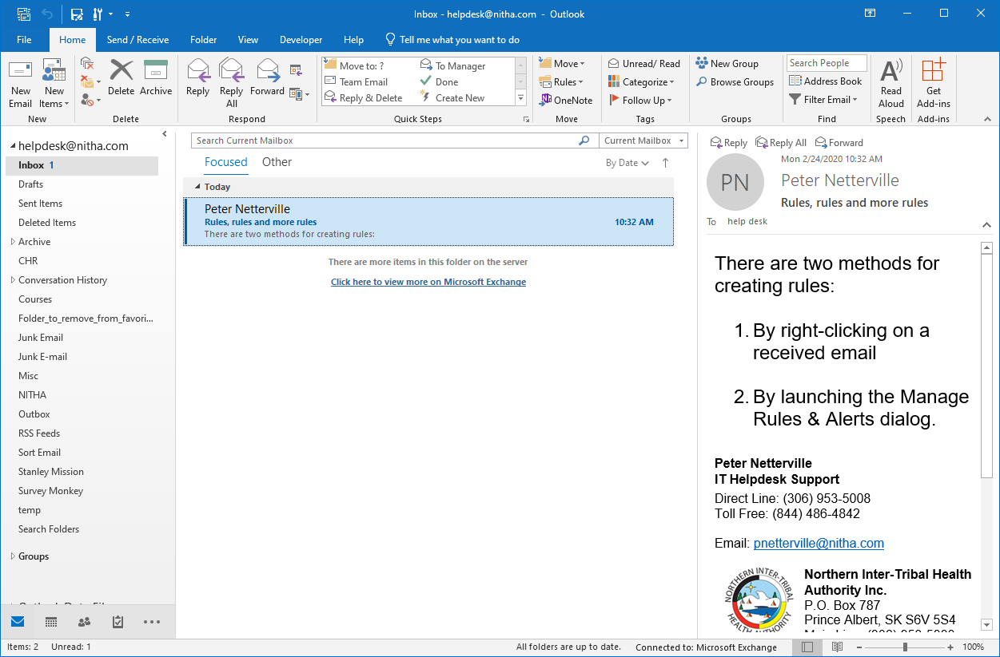 Inbox - helpdesk@nitha.com - Outlook
File Home Send / Receive Folder View Developer Help Tell me what you want to do
New Email
New Items
New
Delete Archive
Delete
Reply
Reply All
Forward
Respond
Move to: ?
Team Email
Reply & Delete
To Manager
Done
Create New
Quick Steps
Move
Rules
OneNote
Move
Unread/ Read
Categorize
Follow Up
Tags
New Group
Browse Groups
Groups
Search People
Address Book
Filter Email
Find
Read Aloud
Speech
Get Add-ins
Add-ins
helpdesk@nitha.com
Inbox 1
Drafts
Sent Items
Deleted Items
Archive
CHR
Conversation History
Courses
Folder_to_remove_from_favori...
Junk Email
Junk E-mail
Misc
NITHA
Outbox
RSS Feeds
Sort Email
Stanley Mission
Survey Monkey
temp
Search Folders
Groups
Search Current Mailbox
Current Mailbox
Focused Other
By Date
Today
Peter Netterville
Rules, rules and more rules 10:32 AM
There are two methods for creating rules:
There are more items in this folder on the server
Click here to view more on Microsoft Exchange
Reply Reply All Forward
Mon 2/24/2020 10:32 AM
PN
Peter Netterville
Rules, rules and more rules
To help desk
There are two methods for
creating rules:
1. By right-clicking on a
received email
2. By launching the Manage
Rules & Alerts dialog.
Peter Netterville
IT Helpdesk Support
Direct Line: (306) 953-5008
Toll Free: (844) 486-4842
Email: pnetterville@nitha.com
NORTHERN INTER-TRIBAL
HEALTH AUTHORITY
Northern Inter-Tribal Health
Authority Inc.
P.O. Box 787
Prince Albert, SK S6V 5S4
Items: 2 Unread: 1
All folders are up to date. Connected to: Microsoft Exchange
100%